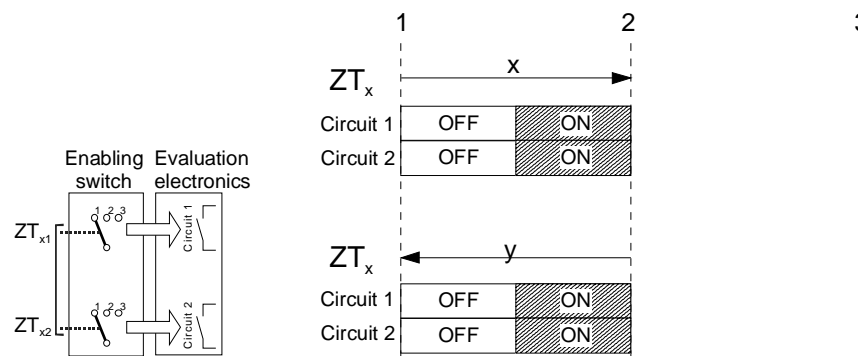 1 2
x
ZTx
Circuit 1 OFF ON
Circuit 2 OFF ON
Enabling switch
Evaluation electronics
1 2 3
ZTx1
Circuit 1
y
ZTx
Circuit 1 OFF ON
Circuit 2 OFF ON
1 2 3
ZTx2
Circuit 2